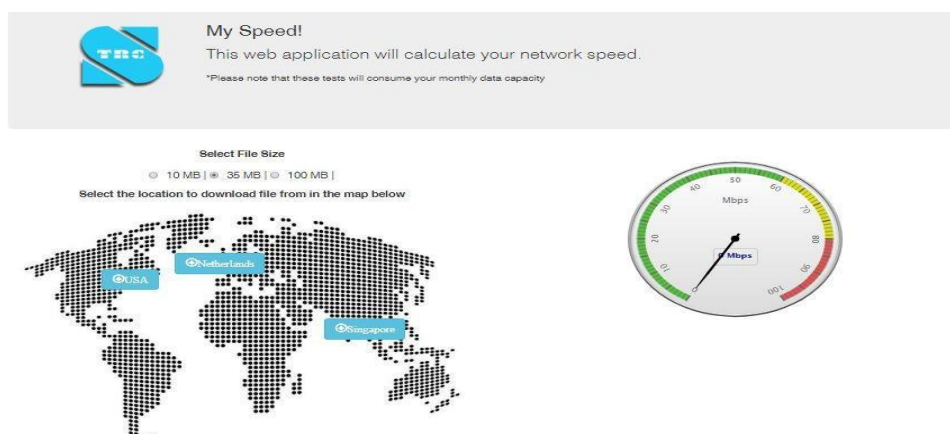 TRC
My Speed!
This web application will calculate your network speed.
*Please note that these tests will consume your monthly data capacity
Select File Size
10 MB | 35 MB | 100 MB |
Select the location to download file from in the map below
USA
Netherlands
Singapore
10
20
30
40
50
60
70
80
90
100
Mbps
0 Mbps